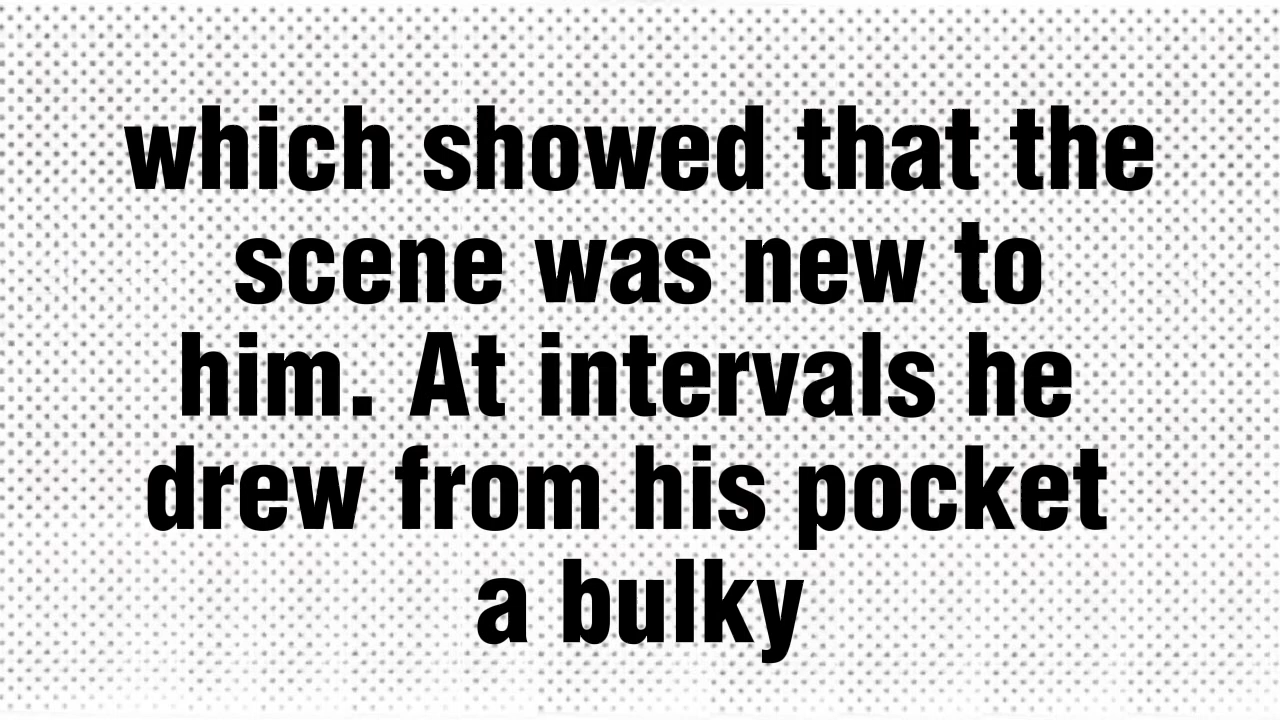 which showed that the
scene was new to
him. At intervals he
drew from his pocket
a bulky